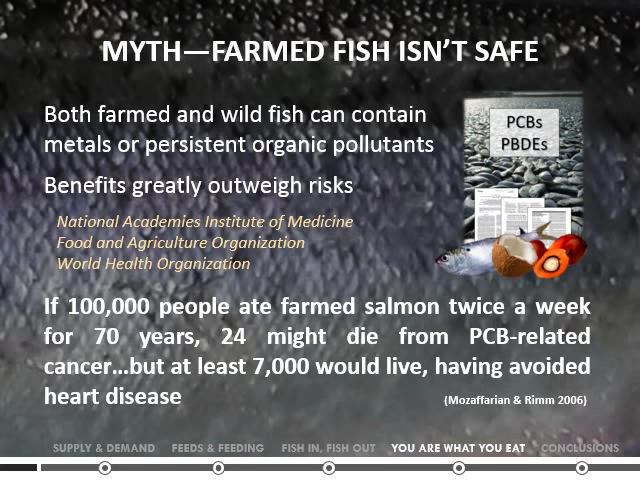 MYTH—FARMED FISH ISN'T SAFE
Both farmed and wild fish can contain
metals or persistent organic pollutants
PCBs
PBDEs
Benefits greatly outweigh risks
National Academies Institute of Medicine
Food and Agriculture Organization
World Health Organization
If 100,000 people ate farmed salmon twice a week
for 70 years, 24 might die from PCB-related
cancer…but at least 7,000 would live, having avoided
heart disease
(Mozaffarian & Rimm 2006)
SUPPLY & DEMAND FEEDS & FEEDING FISH IN, FISH OUT YOU ARE WHAT YOU EAT CONCLUSIONS